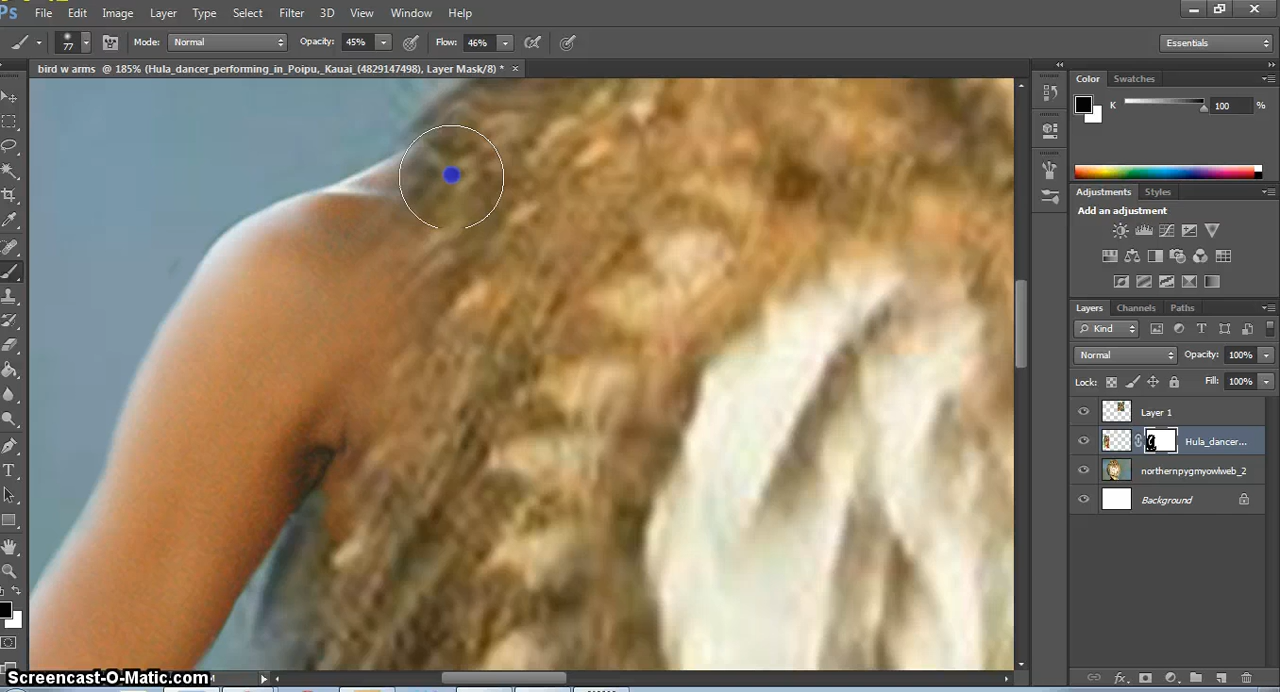 Ps File Edit Image Layer Type Select Filter 3D View Window Help
77 Mode: Normal Opacity: 45% Flow: 46% Essentials
bird w arms @ 185% (Hula_dancer_performing_in_Poipu,_Kauai_(4829147498), Layer Mask/8) * ×
Color Swatches
K 100 %
Adjustments Styles
Add an adjustment
Layers Channels Paths
Kind
Normal Opacity: 100%
Lock: Fill: 100%
Layer 1
Hula_dancer...
northernpygmyowlweb_2
Background
Screencast-O-Matic.com